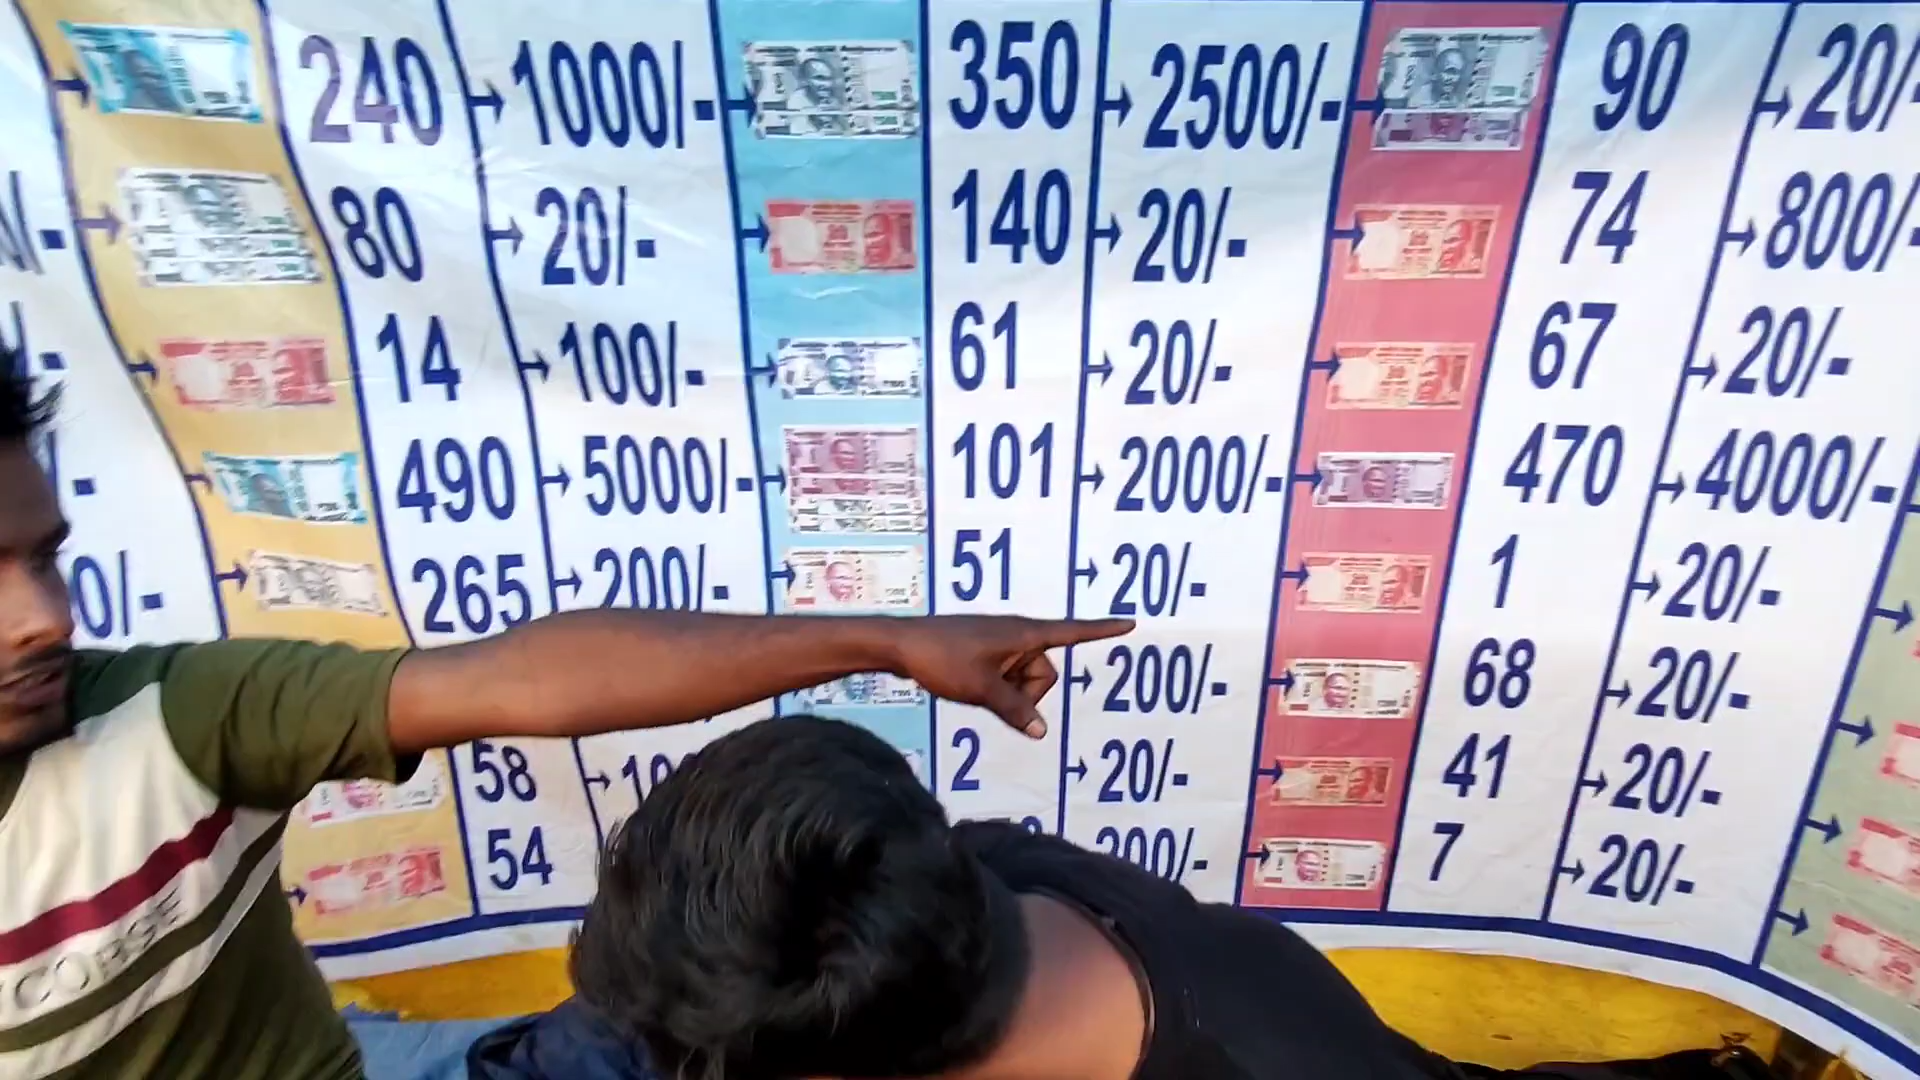 240 1000/- 350 2500/- 90 20/-
80 20/- 140 20/- 74 800/-
14 100/- 61 20/- 67 20/-
490 5000/- 101 2000/- 470 4000/-
265 200/- 51 20/- 1 20/-
200/- 68 20/-
58 2 20/- 41 20/-
54 200/- 7 20/-